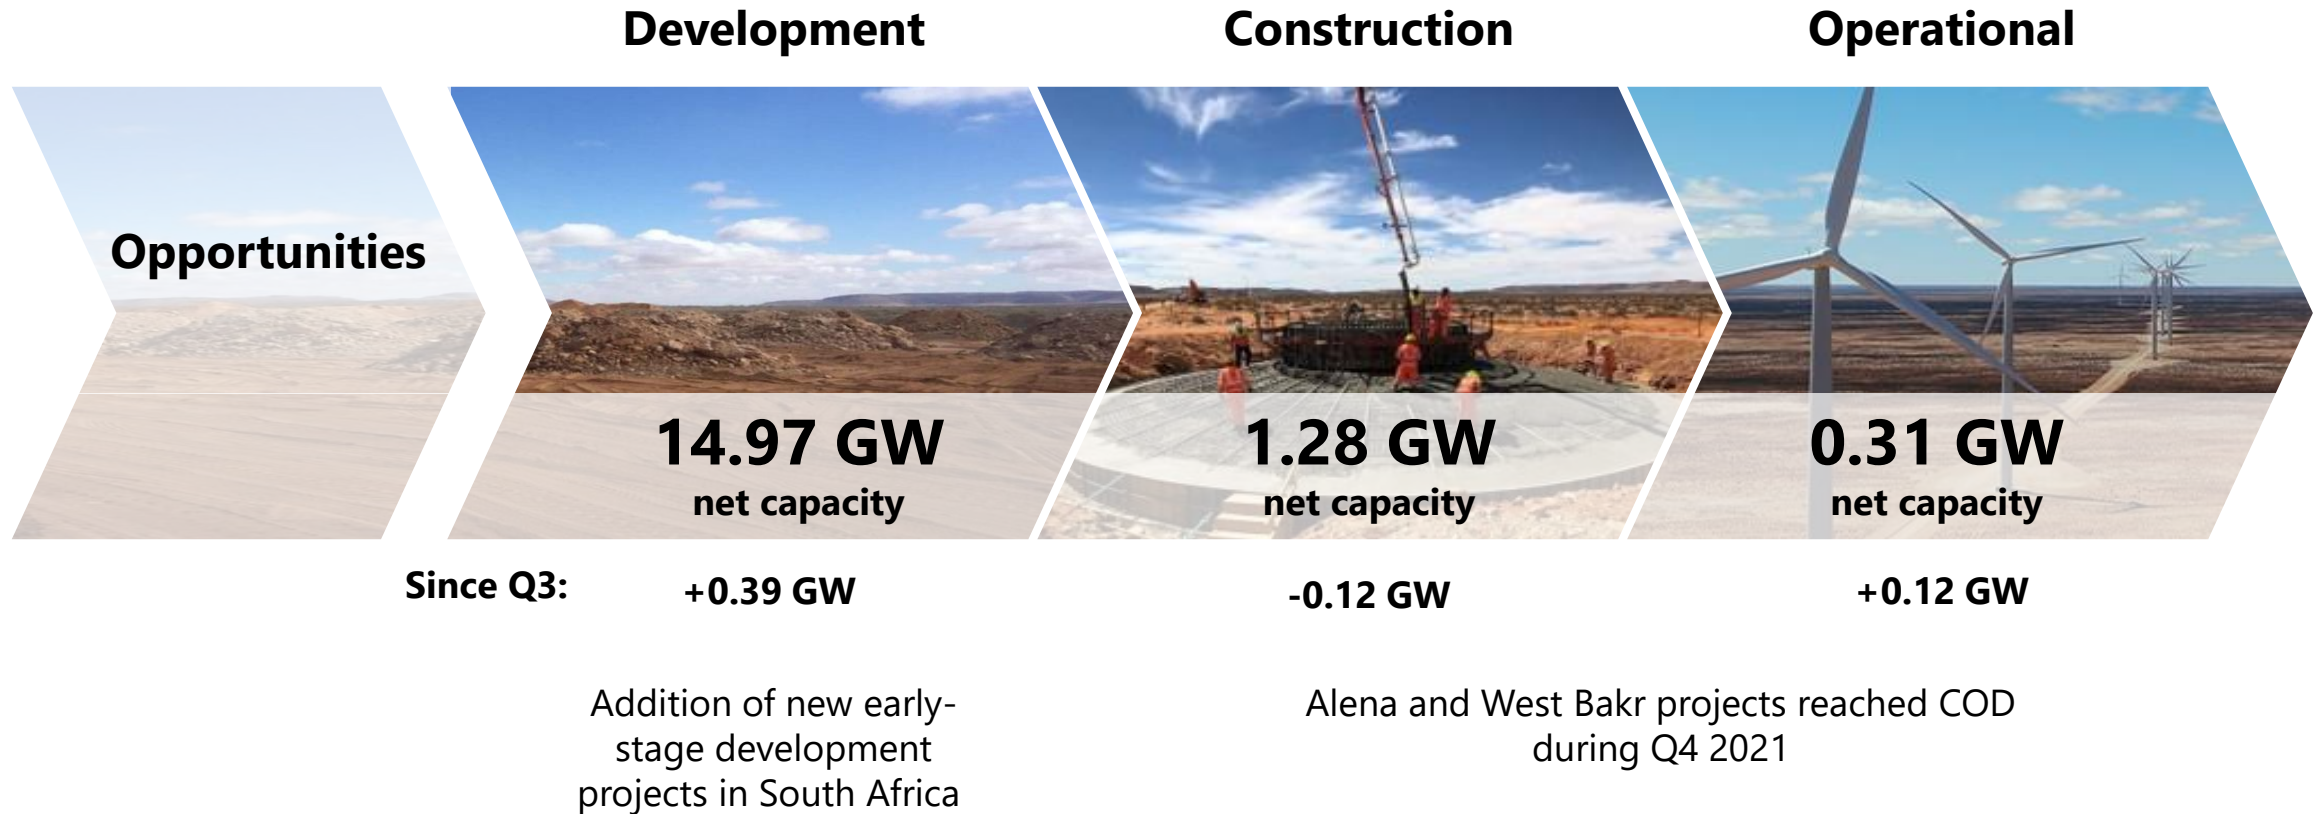 Development
Construction
Operational
Opportunities
14.97 GW
net capacity
1.28 GW
net capacity
0.31 GW
net capacity
Since Q3:
+0.39 GW
-0.12 GW
+0.12 GW
Addition of new early-
stage development
projects in South Africa
Alena and West Bakr projects reached COD
during Q4 2021